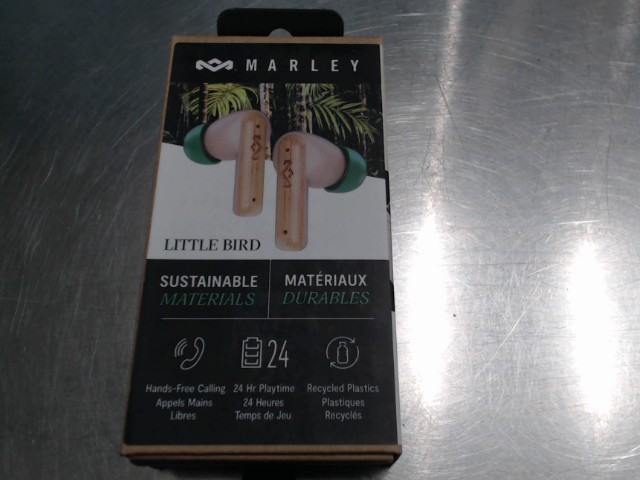 MARLEY
LITTLE BIRD
SUSTAINABLE
MATERIALS
MATÉRIAUX
DURABLES
24
Hands-Free Calling
Appels Mains
Libres
24 Hr Playtime
24 Heures
Temps de Jeu
Recycled Plastics
Plastiques
Recyclés